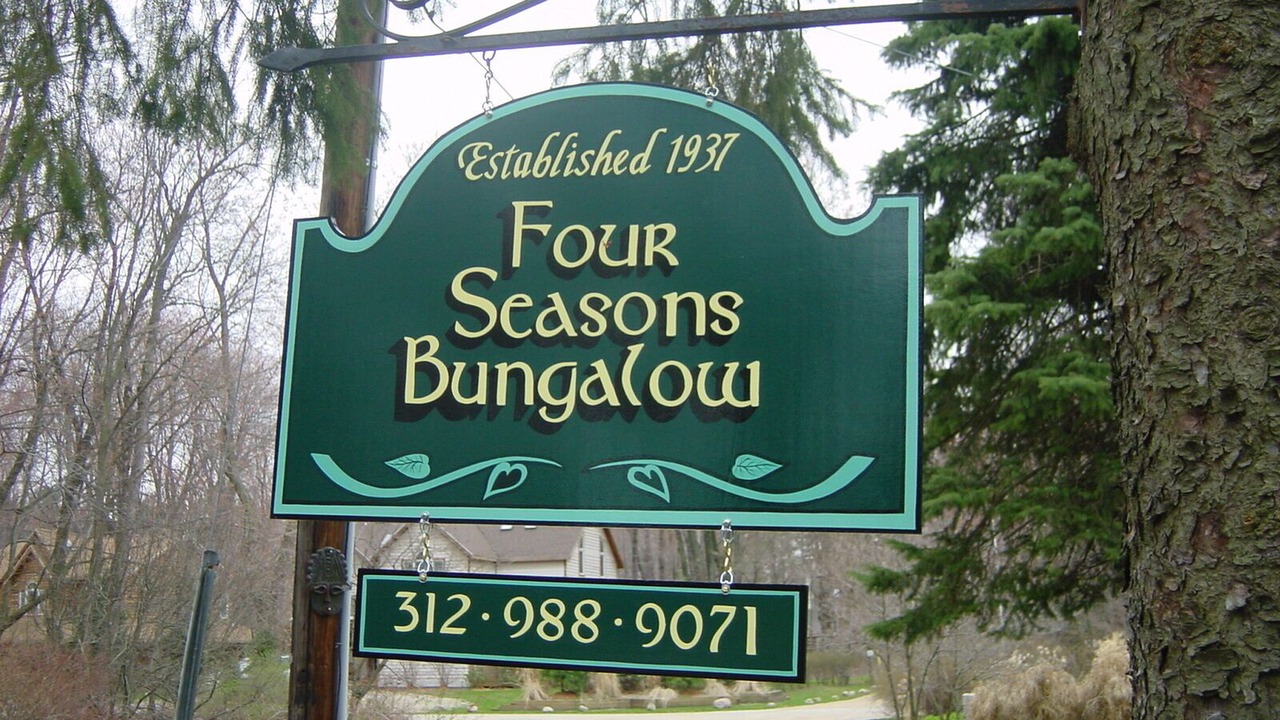 Established 1937
Four
Seasons
Bungalow
312·988·9071